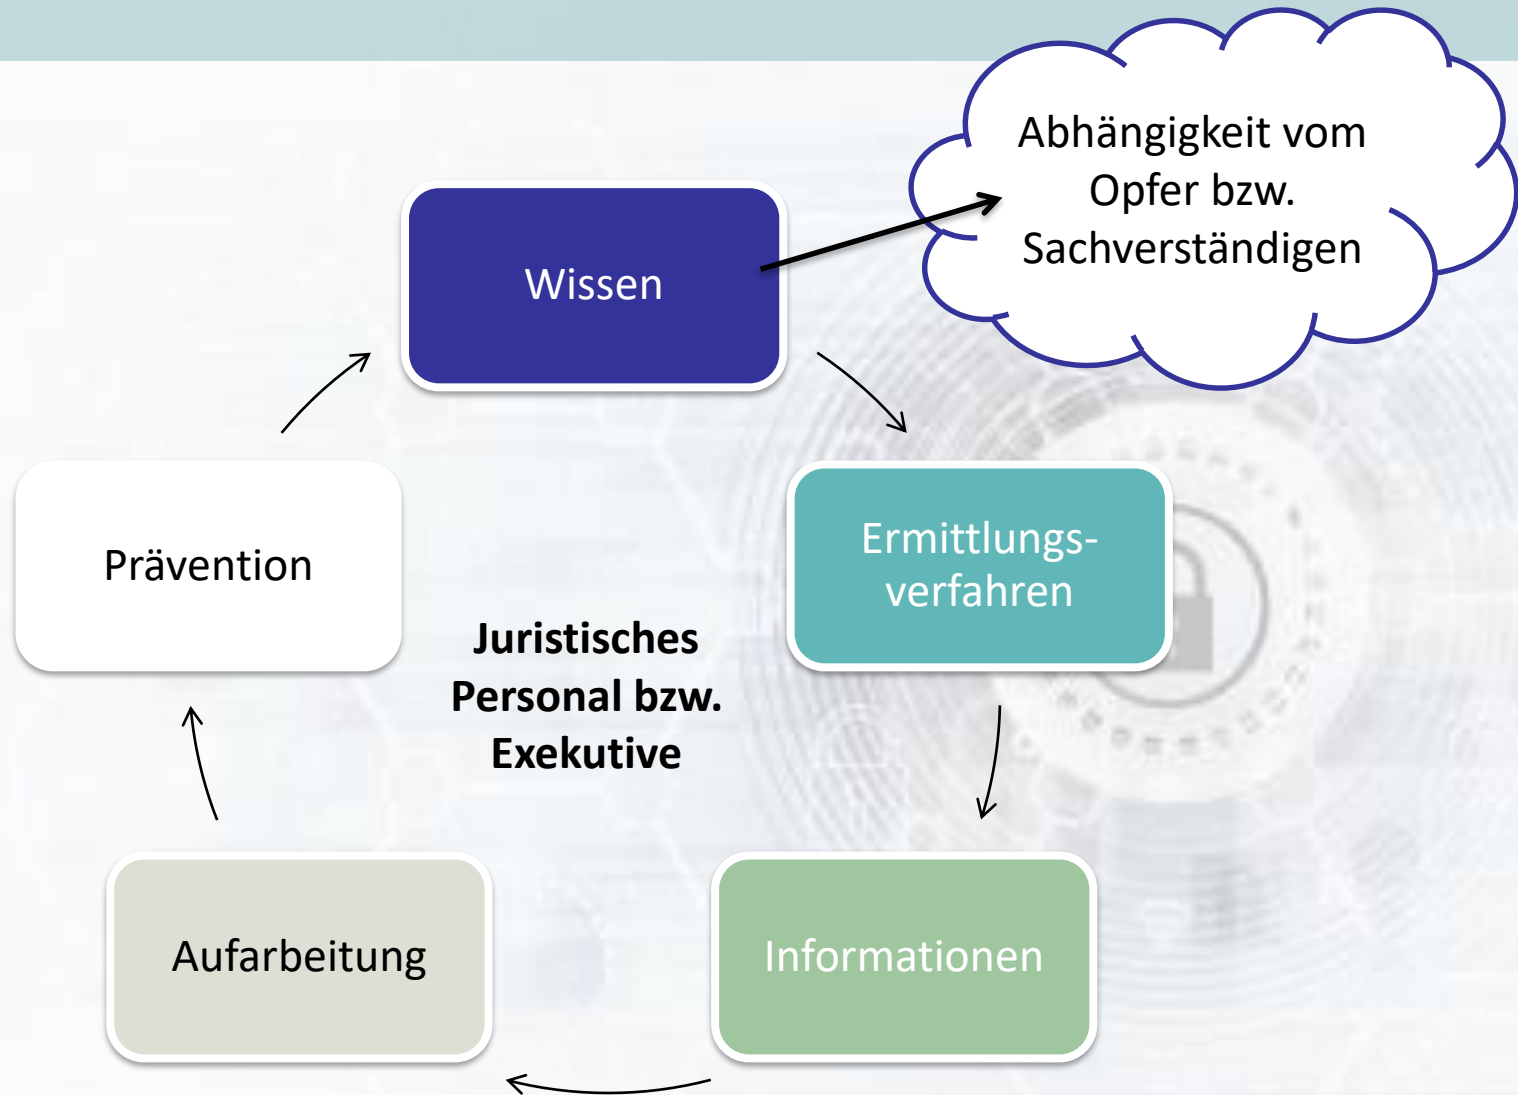 Abhängigkeit vom
Opfer bzw.
Sachverständigen
Wissen
Ermittlungs-
verfahren
Prävention
Juristisches
Personal bzw.
Exekutive
Aufarbeitung
Informationen